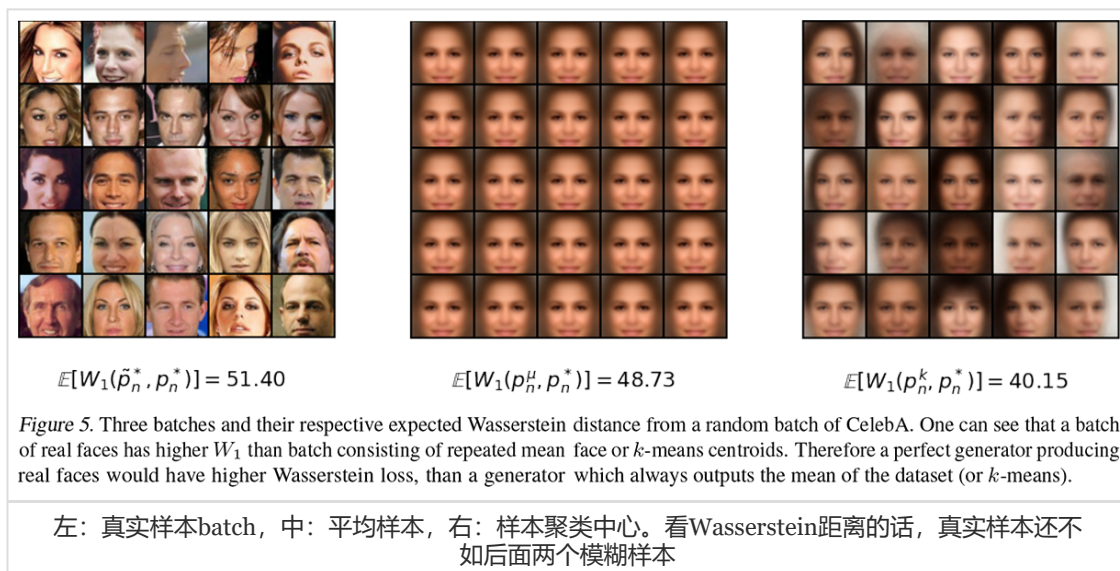 𝔼[W₁(p̃ₙ*, pₙ*)] = 51.40
𝔼[W₁(pₙᵘ, pₙ*)] = 48.73
𝔼[W₁(pₙᵏ, pₙ*)] = 40.15
Figure 5. Three batches and their respective expected Wasserstein distance from a random batch of CelebA. One can see that a batch
of real faces has higher W₁ than batch consisting of repeated mean face or k-means centroids. Therefore a perfect generator producing
real faces would have higher Wasserstein loss, than a generator which always outputs the mean of the dataset (or k-means).
左：真实样本batch，中：平均样本，右：样本聚类中心。看Wasserstein距离的话，真实样本还不
如后面两个模糊样本